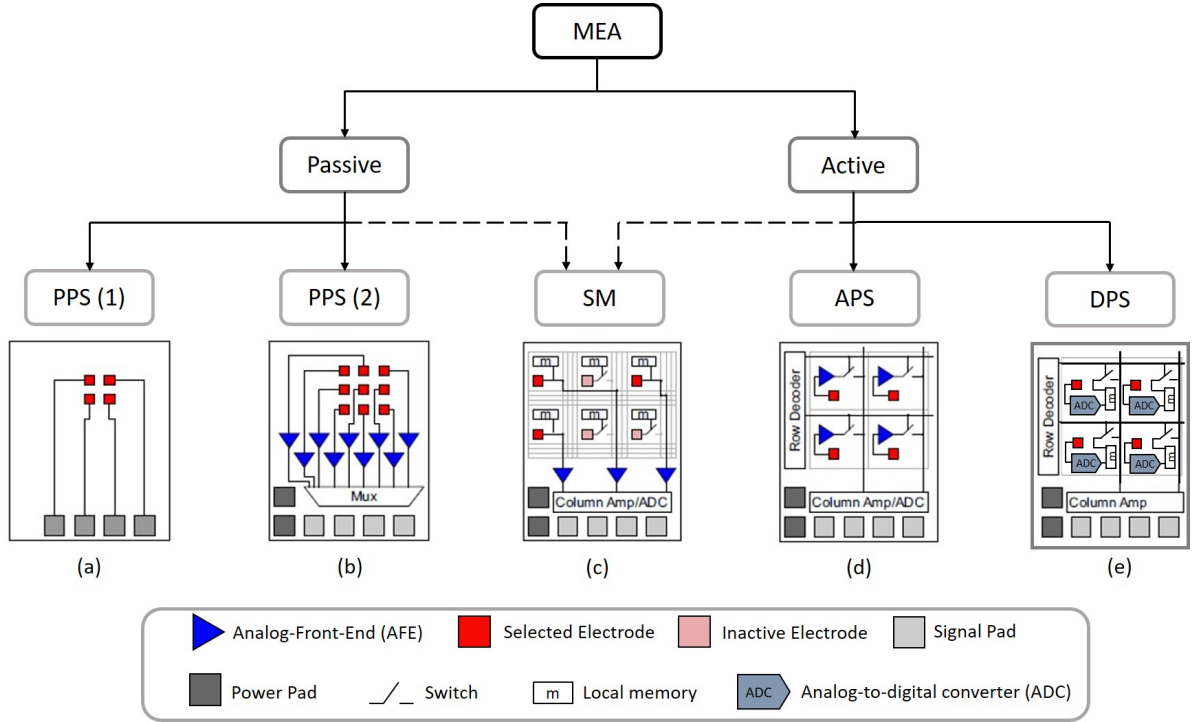 MEA
Passive
Active
PPS (1)
PPS (2)
SM
APS
DPS
Mux
m
m
m
m
m
m
Column Amp/ADC
Row Decoder
Column Amp/ADC
Row Decoder
ADC
m
ADC
m
ADC
m
ADC
m
Column Amp
(a)
(b)
(c)
(d)
(e)
Analog-Front-End (AFE)
Selected Electrode
Inactive Electrode
Signal Pad
Power Pad
Switch
m
Local memory
ADC
Analog-to-digital converter (ADC)